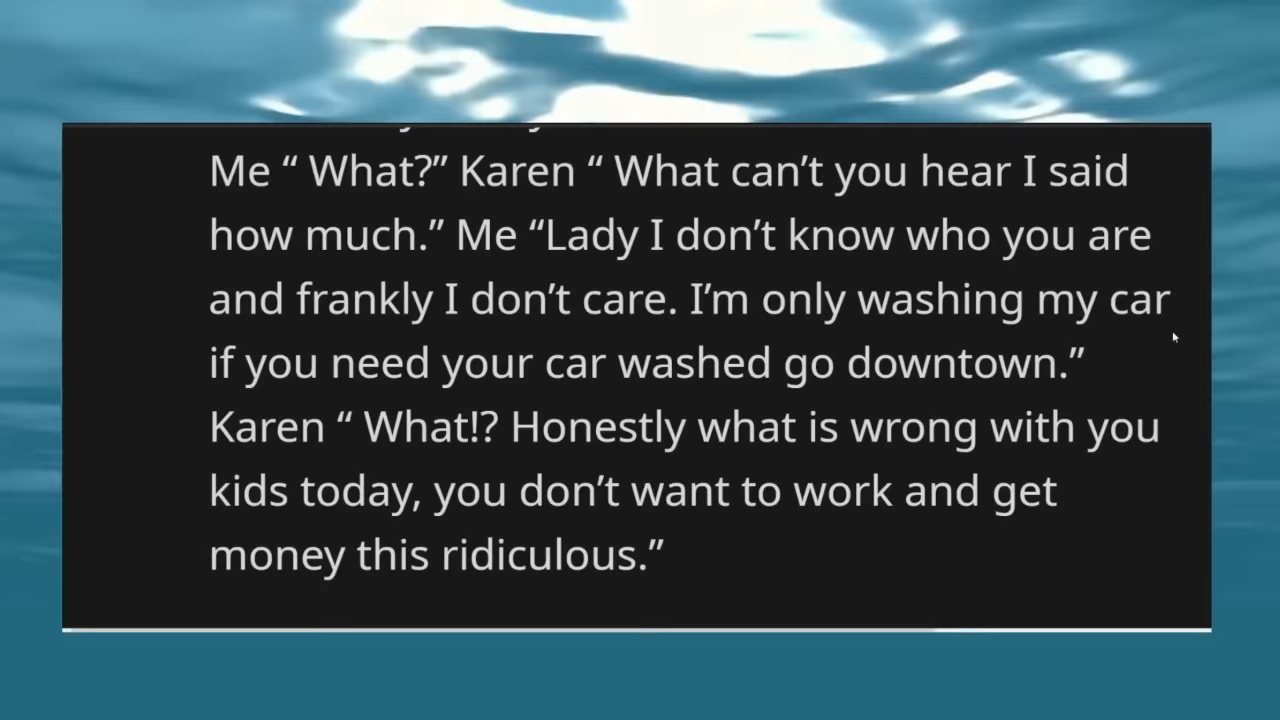 Me “ What?” Karen “ What can’t you hear I said
how much.” Me “Lady I don’t know who you are
and frankly I don’t care. I’m only washing my car
if you need your car washed go downtown.”
Karen “ What!? Honestly what is wrong with you
kids today, you don’t want to work and get
money this ridiculous.”